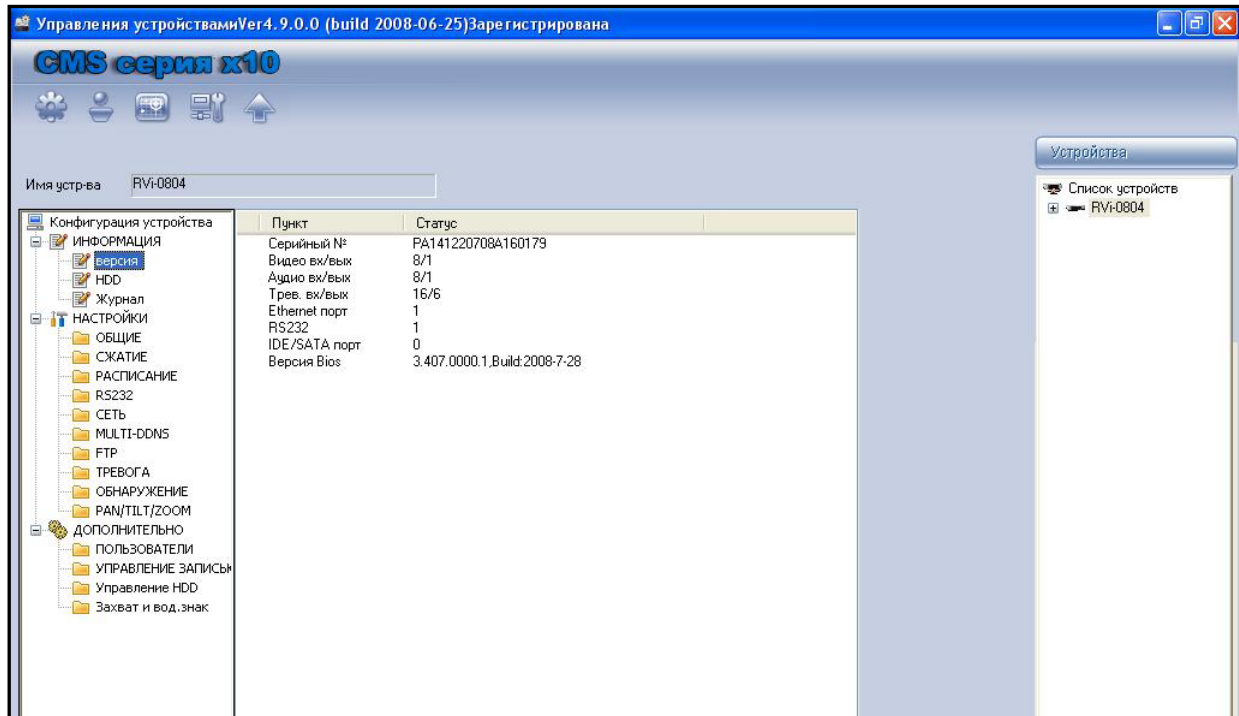 Управления устройствамиVer4.9.0.0 (build 2008-06-25)Зарегистрирована
CMS серия x10
Устройства
Имя устр-ва RVi-0804
Список устройств
RVi-0804
Конфигурация устройства
ИНФОРМАЦИЯ
версия
HDD
Журнал
НАСТРОЙКИ
ОБЩИЕ
СЖАТИЕ
РАСПИСАНИЕ
RS232
СЕТЬ
MULTI-DDNS
FTP
ТРЕВОГА
ОБНАРУЖЕНИЕ
PAN/TILT/ZOOM
ДОПОЛНИТЕЛЬНО
ПОЛЬЗОВАТЕЛИ
УПРАВЛЕНИЕ ЗАПИСЬЮ
Управление HDD
Захват и вод.знак
Пункт Статус
Серийный № PA141220708A160179
Видео вх/вых 8/1
Аудио вх/вых 8/1
Трев. вх/вых 16/6
Ethernet порт 1
RS232 1
IDE/SATA порт 0
Версия Bios 3.407.0000.1,Build:2008-7-28